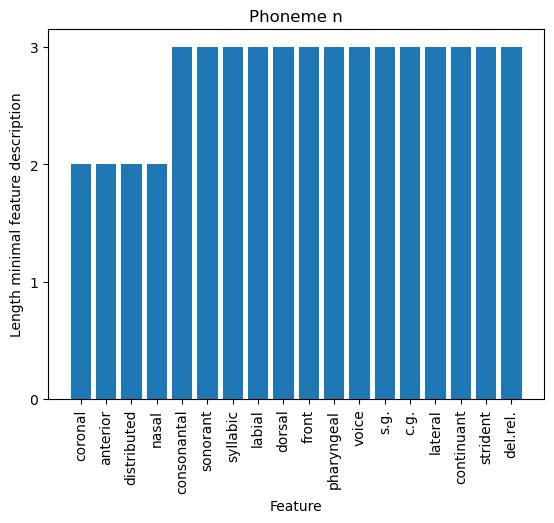 Phoneme n
Length minimal feature description
3
2
1
0
coronal
anterior
distributed
nasal
consonantal
sonorant
syllabic
labial
dorsal
front
pharyngeal
voice
s.g.
c.g.
lateral
continuant
strident
del.rel.
Feature